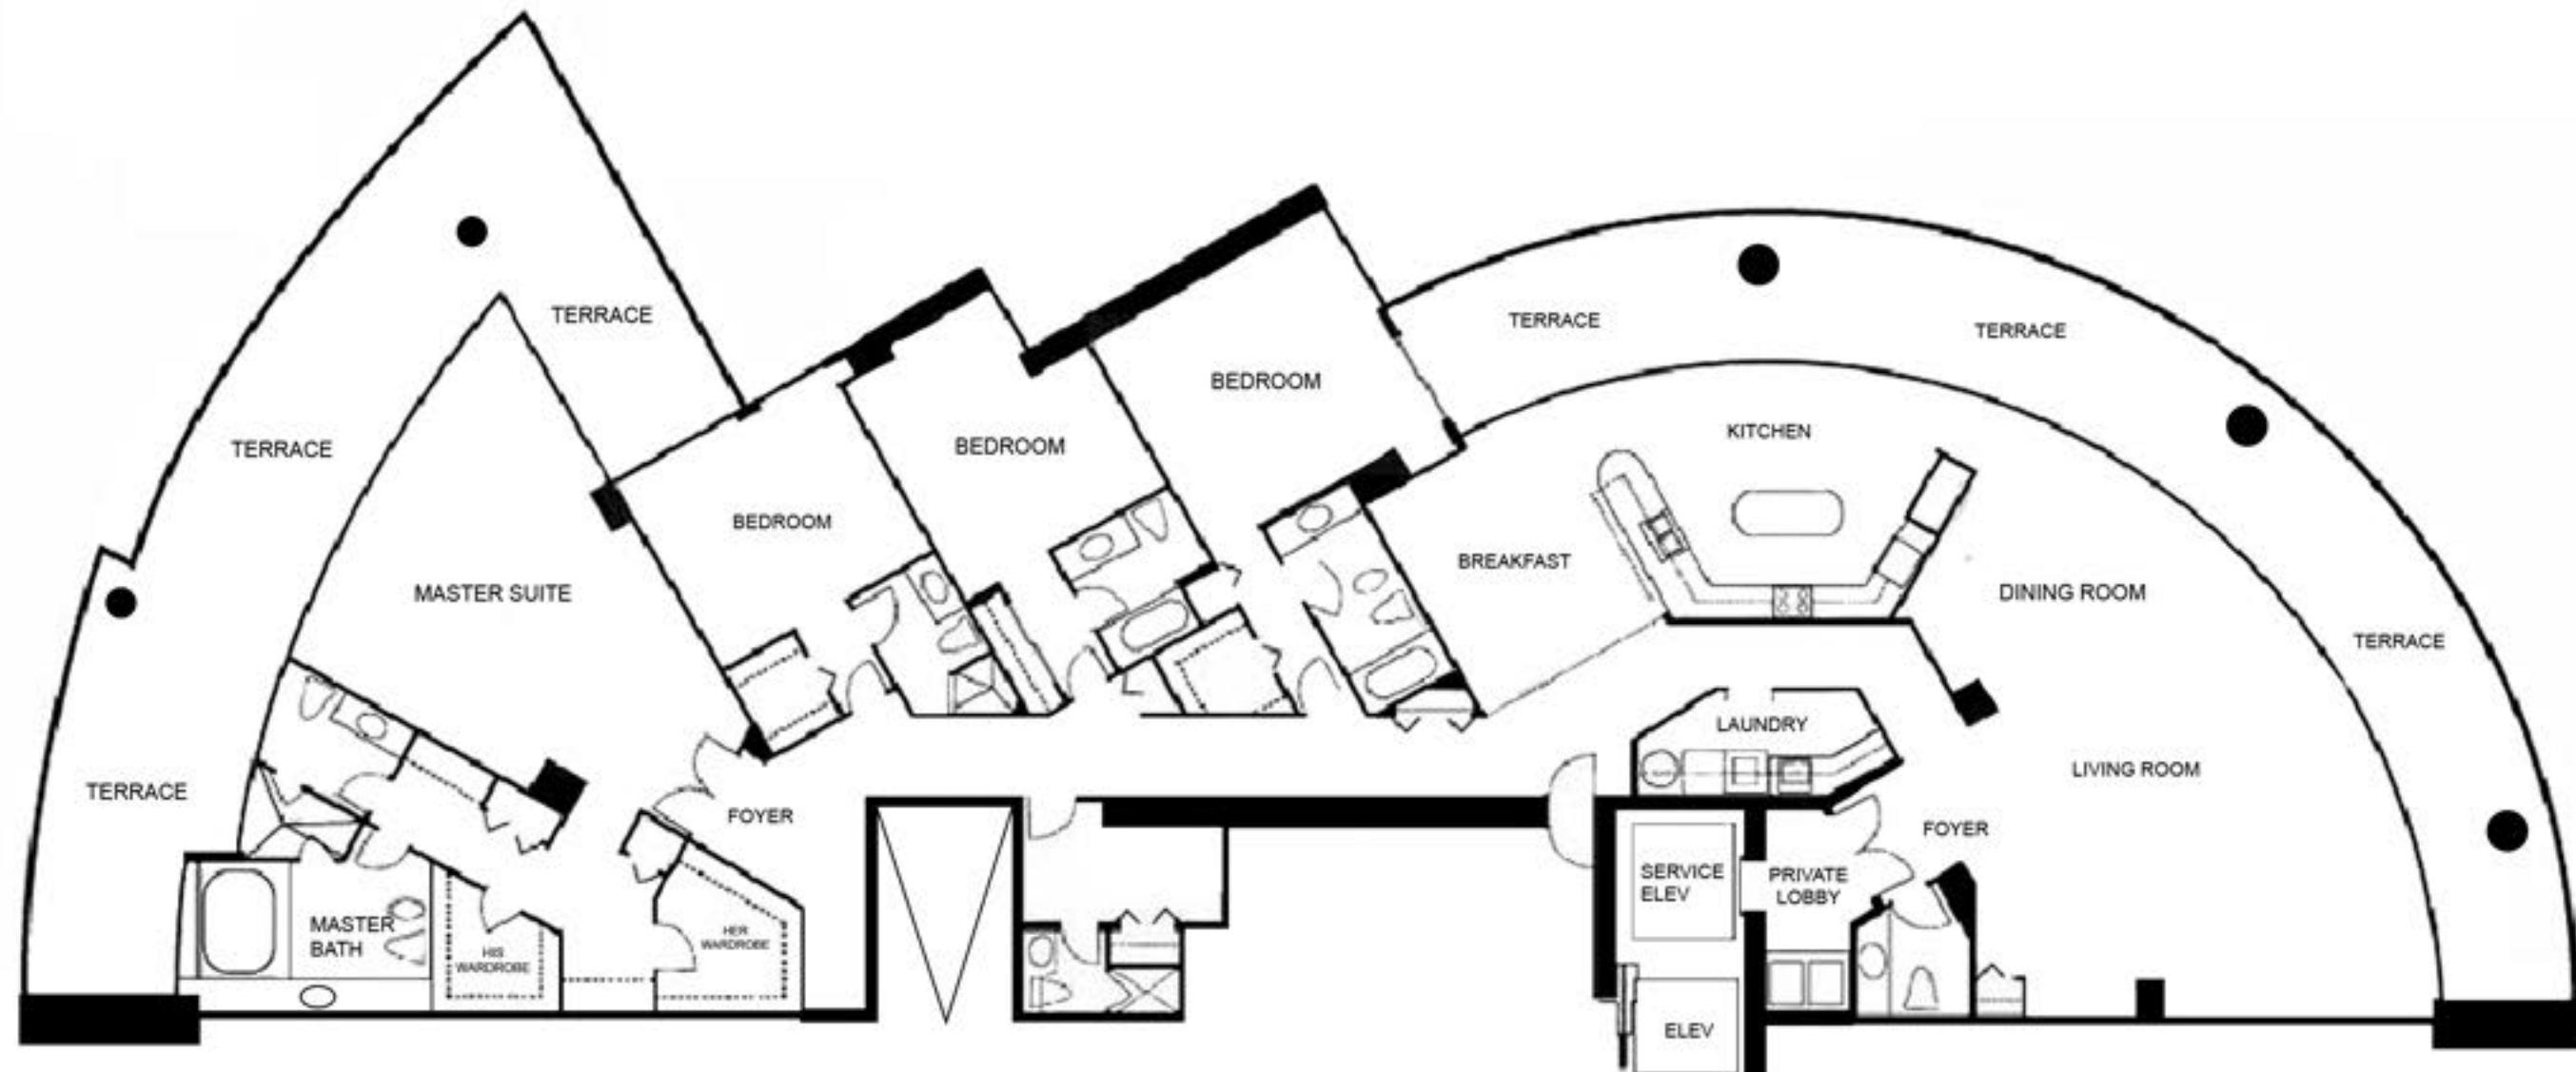 TERRACE
TERRACE
TERRACE
TERRACE
TERRACE
BEDROOM
KITCHEN
BEDROOM
BEDROOM
BREAKFAST
MASTER SUITE
DINING ROOM
TERRACE
LAUNDRY
LIVING ROOM
TERRACE
FOYER
FOYER
SERVICE
ELEV
PRIVATE
LOBBY
MASTER
BATH
HIS
WARDROBE
HER
WARDROBE
ELEV